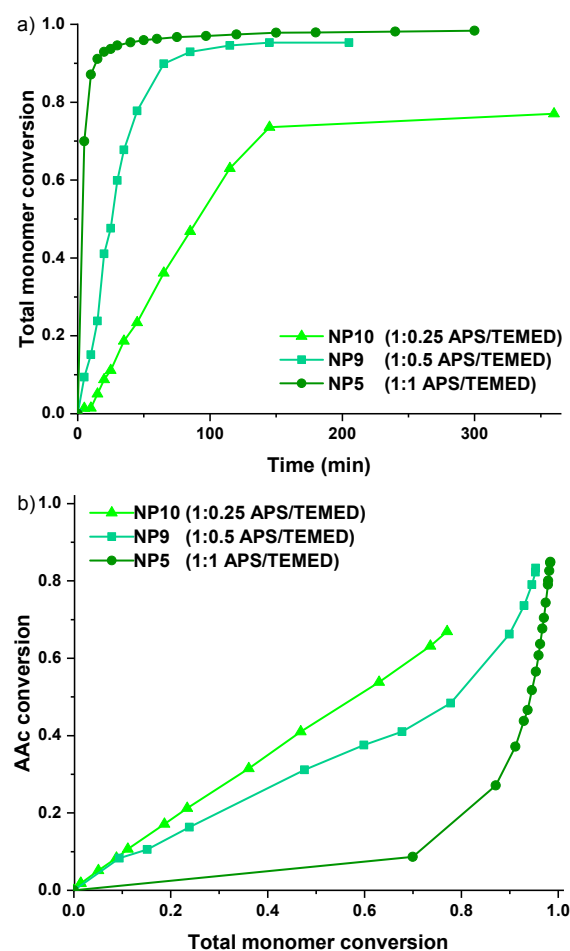 a)
1.0
0.8
0.6
0.4
0.2
0.0
Total monomer conversion
NP10 (1:0.25 APS/TEMED)
NP9 (1:0.5 APS/TEMED)
NP5 (1:1 APS/TEMED)
0 100 200 300
Time (min)
b)
1.0
0.8
0.6
0.4
0.2
0.0
AAc conversion
NP10 (1:0.25 APS/TEMED)
NP9 (1:0.5 APS/TEMED)
NP5 (1:1 APS/TEMED)
0.0 0.2 0.4 0.6 0.8 1.0
Total monomer conversion